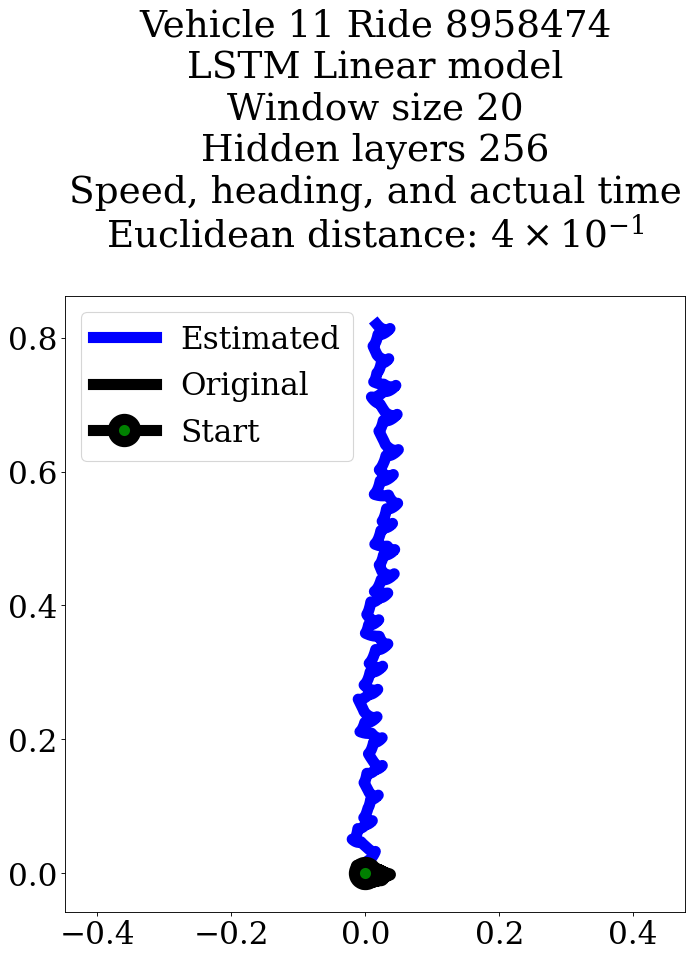 Vehicle 11 Ride 8958474
LSTM Linear model
Window size 20
Hidden layers 256
Speed, heading, and actual time
Euclidean distance: 4 × 10⁻¹
Estimated
Original
Start
0.8
0.6
0.4
0.2
0.0
−0.4 −0.2 0.0 0.2 0.4